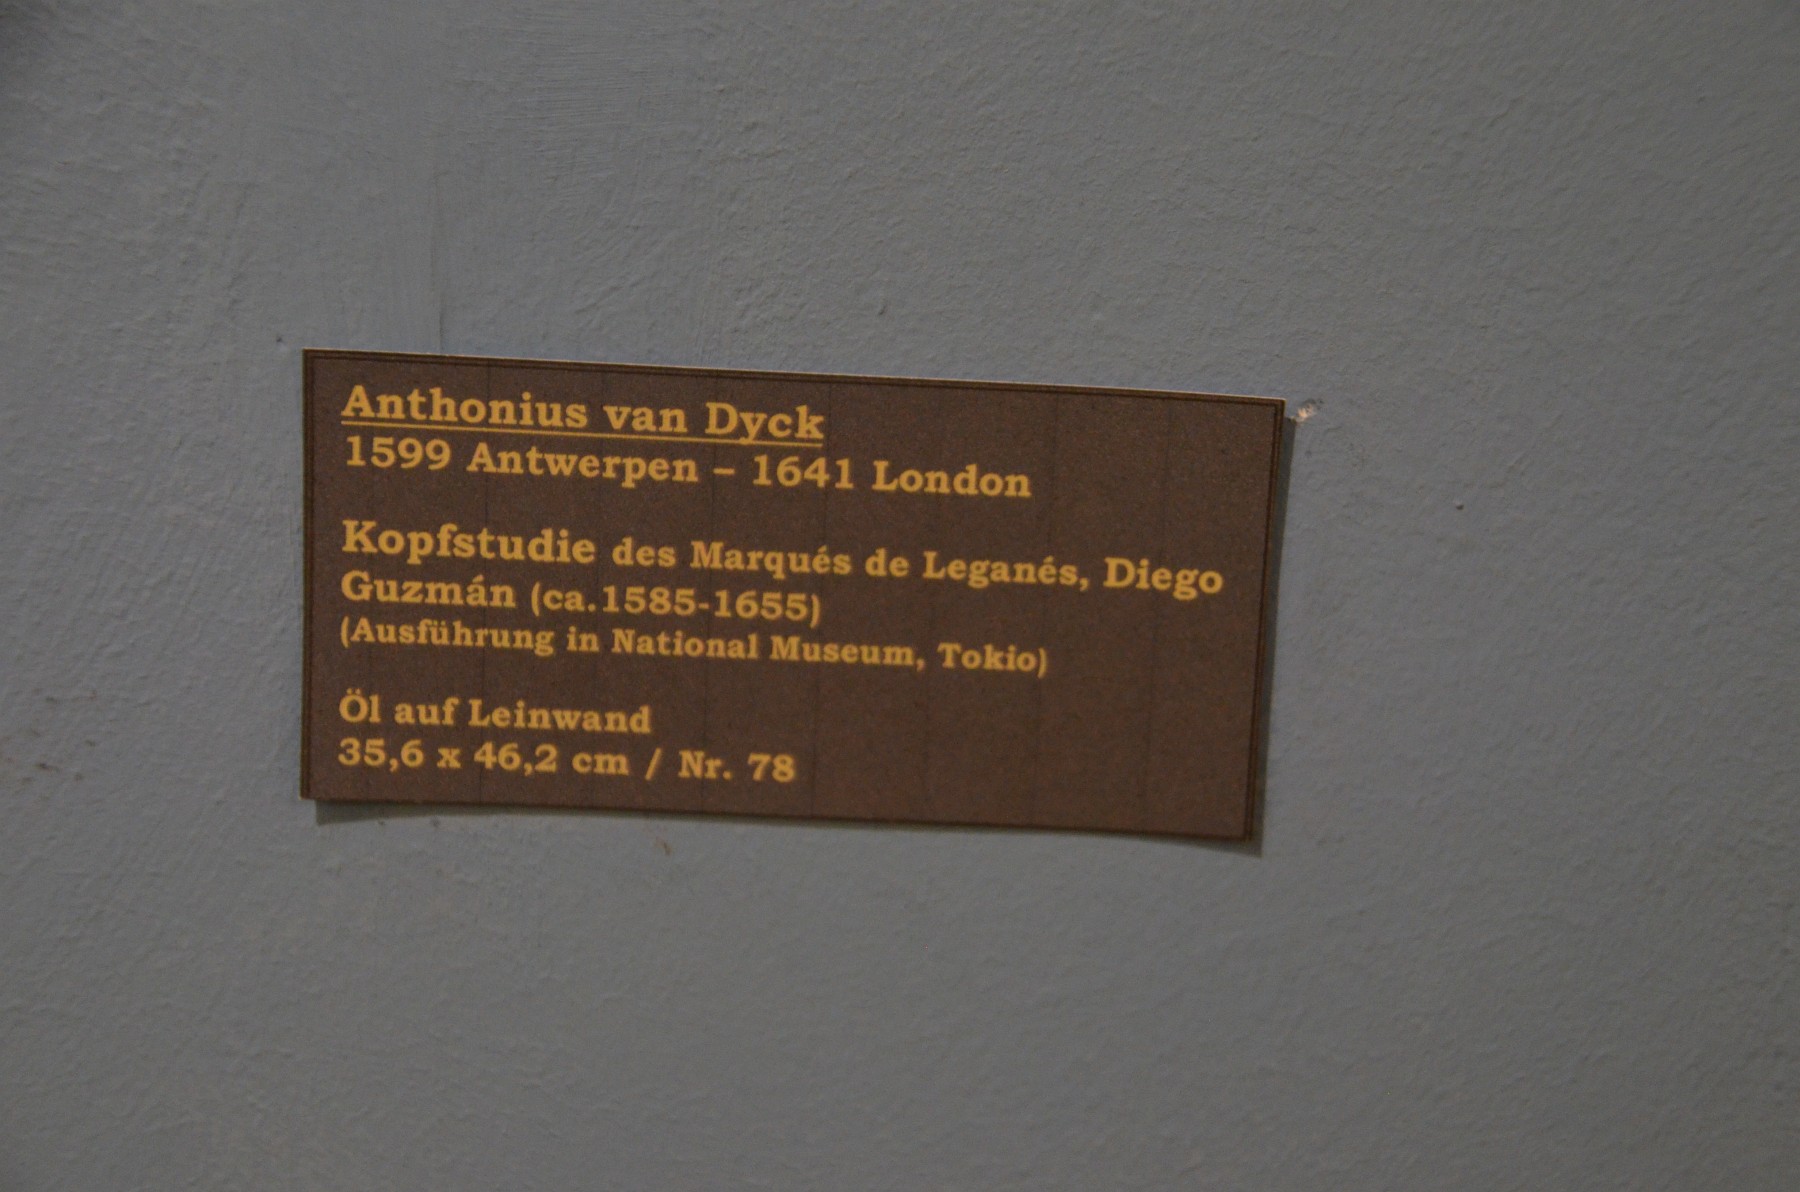 Anthonius van Dyck
1599 Antwerpen – 1641 London
Kopfstudie des Marqués de Leganés, Diego
Guzmán (ca.1585-1655)
(Ausführung in National Museum, Tokio)
Öl auf Leinwand
35,6 x 46,2 cm / Nr. 78